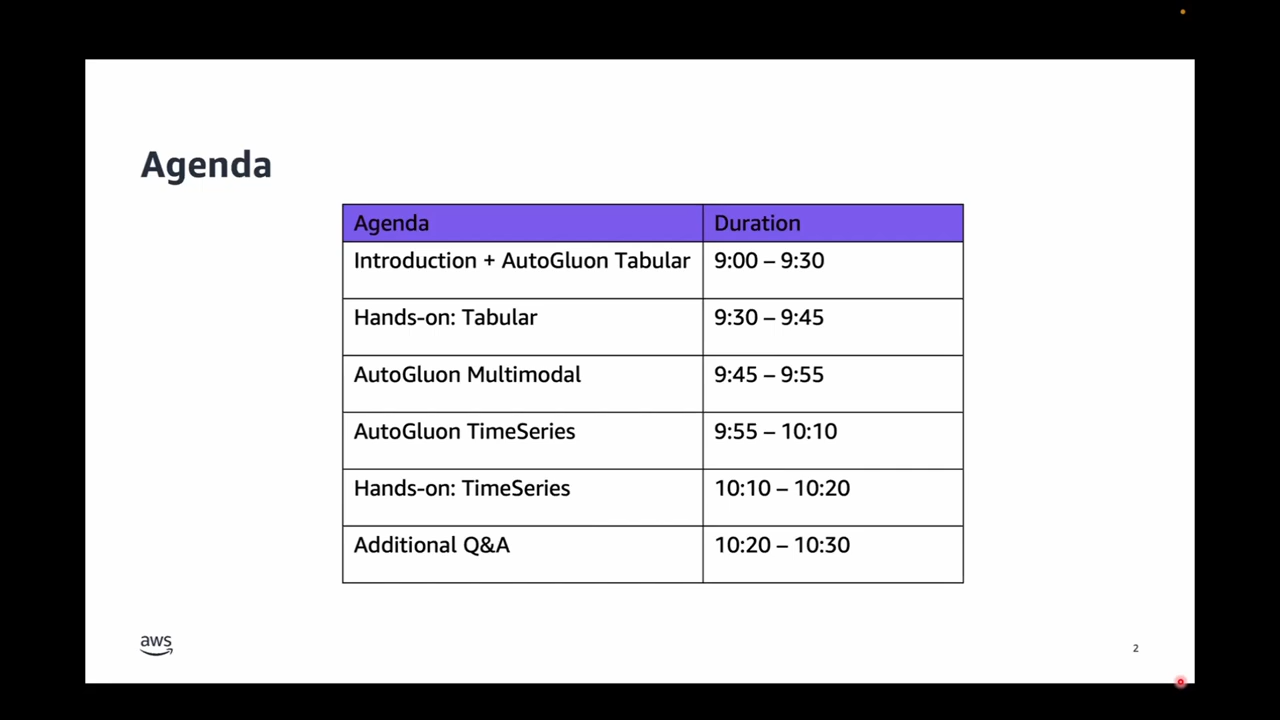 Agenda
Agenda Duration
Introduction + AutoGluon Tabular 9:00 – 9:30
Hands-on: Tabular 9:30 – 9:45
AutoGluon Multimodal 9:45 – 9:55
AutoGluon TimeSeries 9:55 – 10:10
Hands-on: TimeSeries 10:10 – 10:20
Additional Q&A 10:20 – 10:30
aws
2